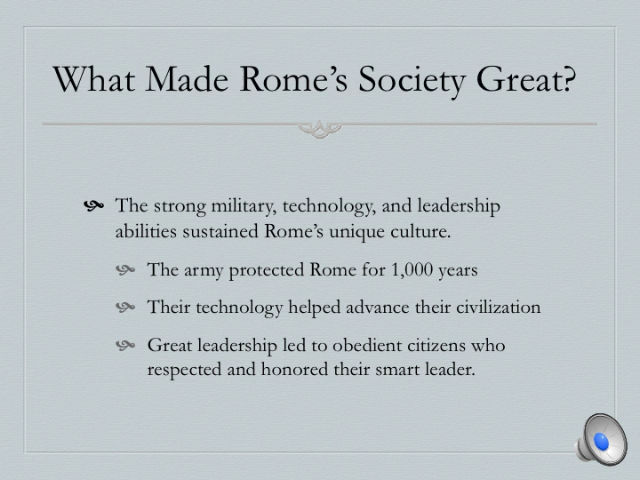 What Made Rome’s Society Great?
The strong military, technology, and leadership
abilities sustained Rome’s unique culture.
The army protected Rome for 1,000 years
Their technology helped advance their civilization
Great leadership led to obedient citizens who
respected and honored their smart leader.